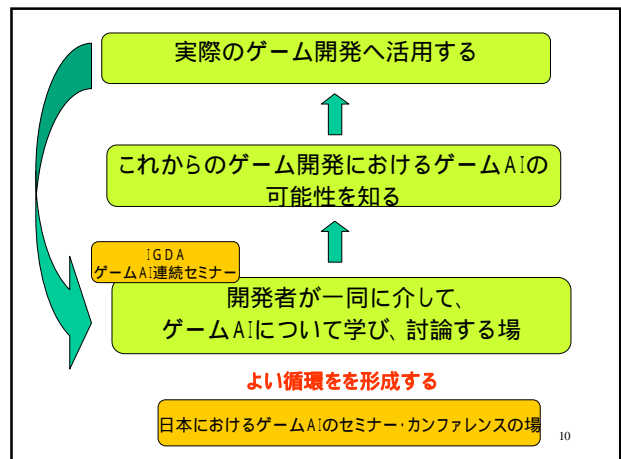 実際のゲーム開発へ活用する
これからのゲーム開発におけるゲームAIの
可能性を知る
IGDA
ゲームAI連続セミナー
開発者が一同に介して、
ゲームAIについて学び、討論する場
よい循環をを形成する
日本におけるゲームAIのセミナー・カンファレンスの場
10